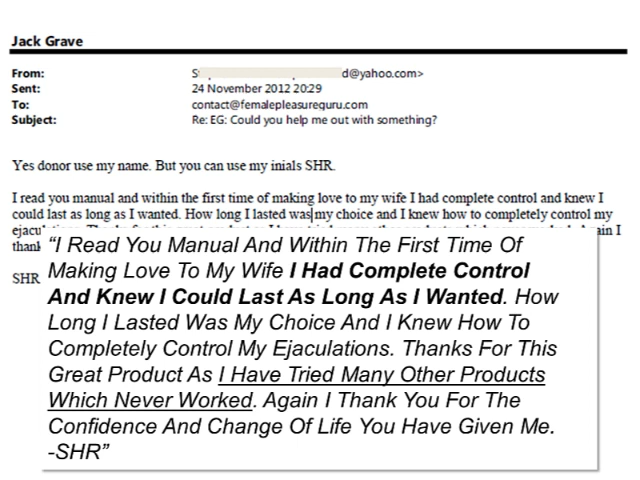 Jack Grave
From: S d@yahoo.com>
Sent: 24 November 2012 20:29
To: contact@femalepleasureguru.com
Subject: Re: EG: Could you help me out with something?
Yes donor use my name. But you can use my inials SHR.
I read you manual and within the first time of making love to my wife I had complete control and knew I
could last as long as I wanted. How long I lasted was my choice and I knew how to completely control my
ejacu
thank
SHR
“I Read You Manual And Within The First Time Of
Making Love To My Wife I Had Complete Control
And Knew I Could Last As Long As I Wanted. How
Long I Lasted Was My Choice And I Knew How To
Completely Control My Ejaculations. Thanks For This
Great Product As I Have Tried Many Other Products
Which Never Worked. Again I Thank You For The
Confidence And Change Of Life You Have Given Me.
-SHR”